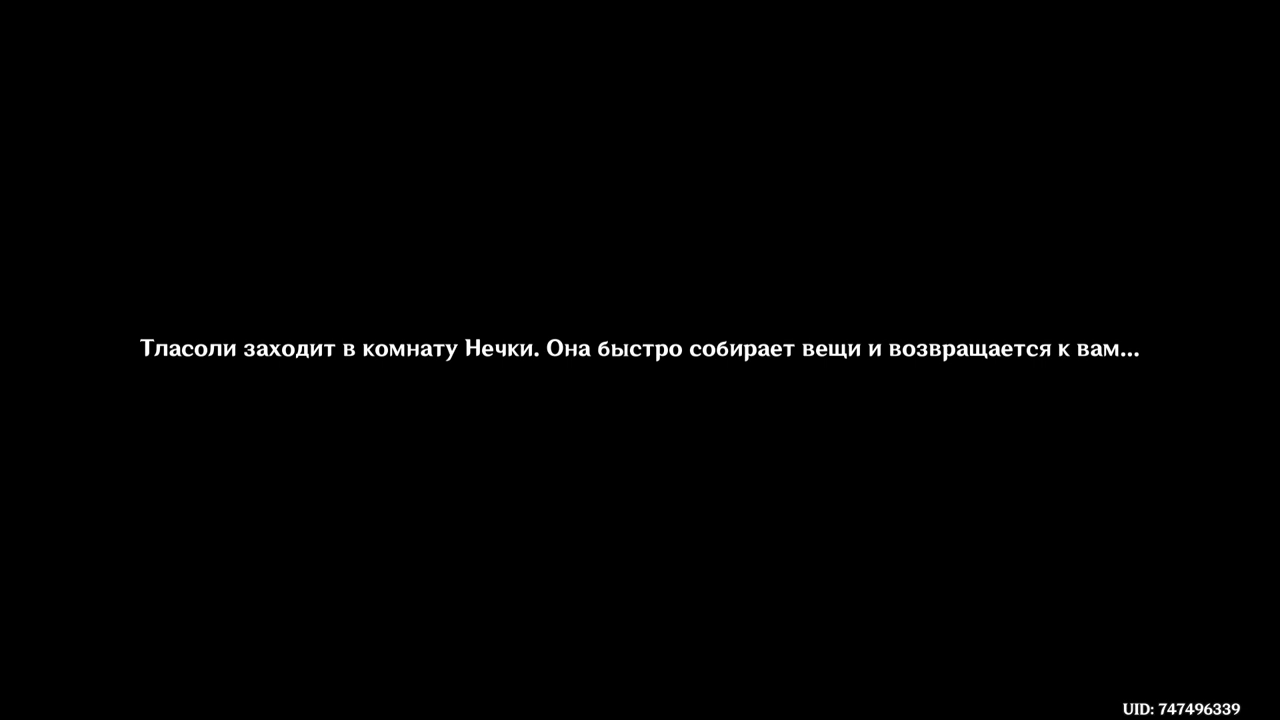 Тласоли заходит в комнату Нечки. Она быстро собирает вещи и возвращается к вам...
UID: 747496339